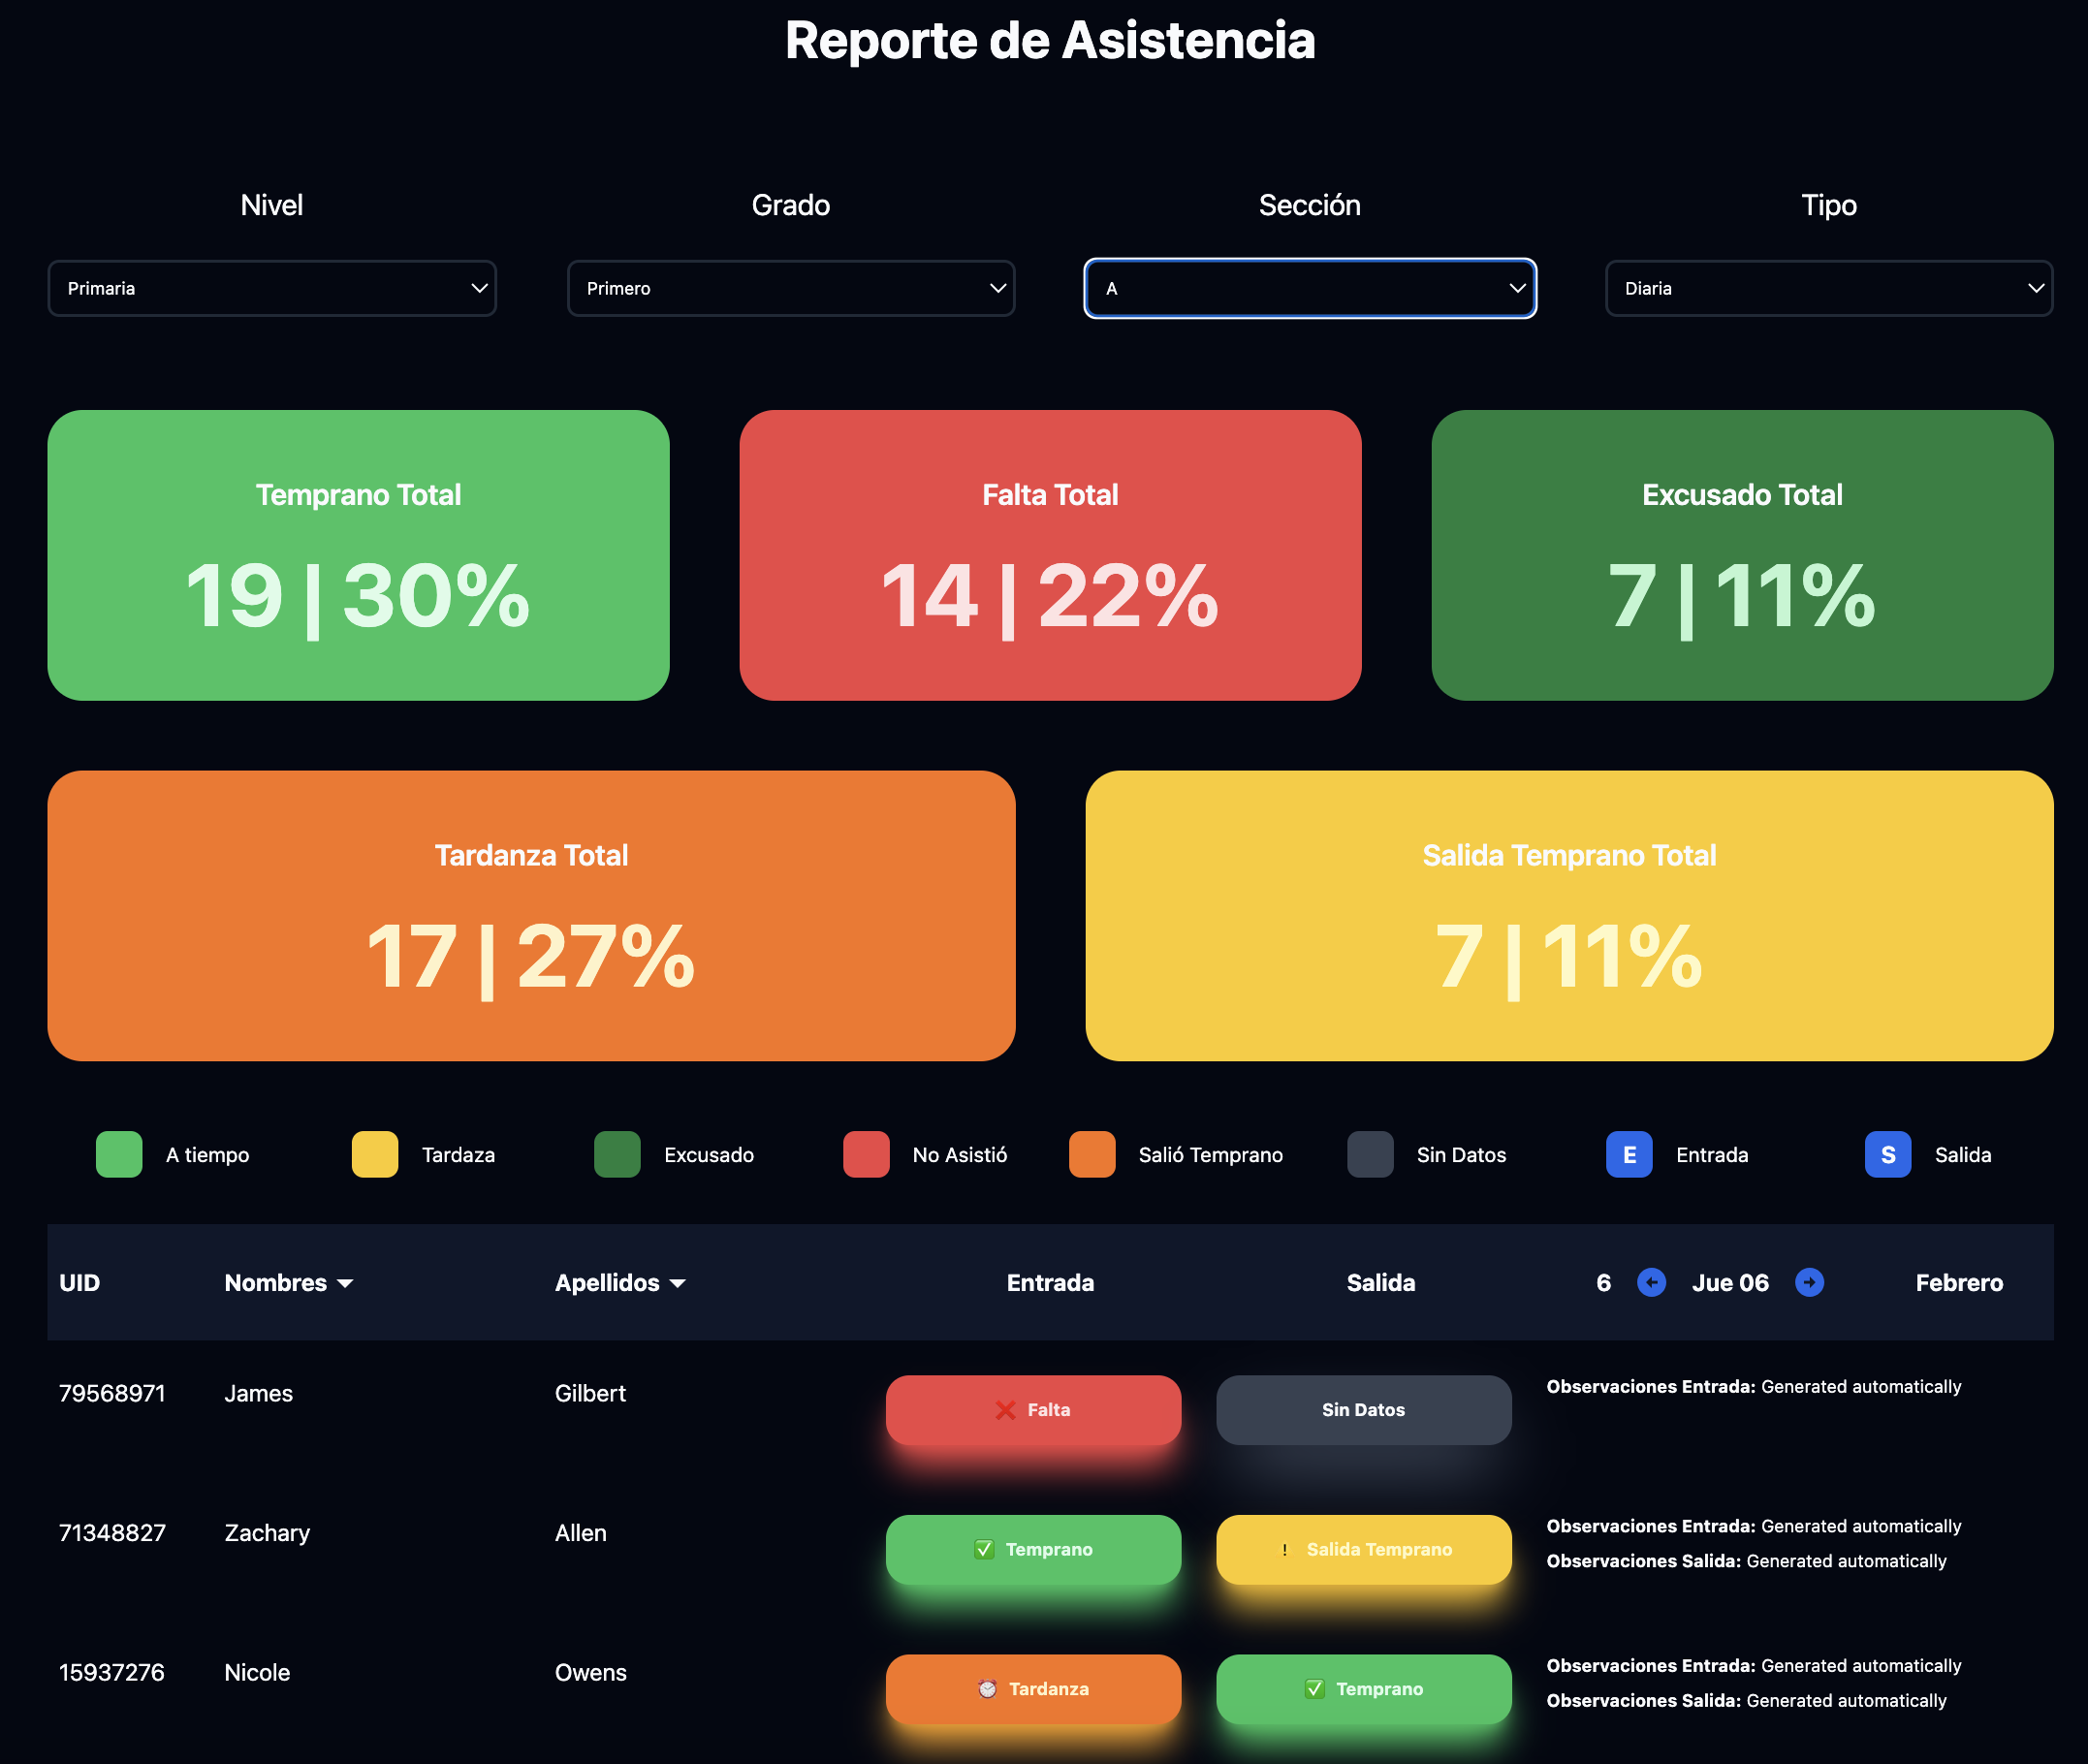 Reporte de Asistencia
Nivel Grado Sección Tipo
Primaria Primero A Diaria
Temprano Total Falta Total Excusado Total
19 | 30% 14 | 22% 7 | 11%
Tardanza Total Salida Temprano Total
17 | 27% 7 | 11%
A tiempo Tardaza Excusado No Asistió Salió Temprano Sin Datos E Entrada S Salida
UID Nombres Apellidos Entrada Salida 6 Jue 06 Febrero
79568971 James Gilbert ❌ Falta Sin Datos Observaciones Entrada: Generated automatically
71348827 Zachary Allen ✅ Temprano ! Salida Temprano Observaciones Entrada: Generated automatically
Observaciones Salida: Generated automatically
15937276 Nicole Owens ⏰ Tardanza ✅ Temprano Observaciones Entrada: Generated automatically
Observaciones Salida: Generated automatically